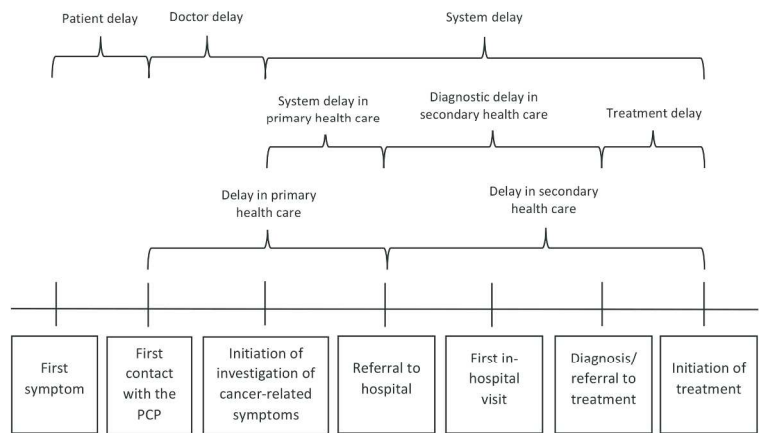 Patient delay
Doctor delay
System delay
System delay in
primary health care
Diagnostic delay in
secondary health care
Treatment delay
Delay in primary
health care
Delay in secondary
health care
First
symptom
First
contact
with the
PCP
Initiation of
investigation of
cancer-related
symptoms
Referral to
hospital
First in-
hospital
visit
Diagnosis/
referral to
treatment
Initiation of
treatment